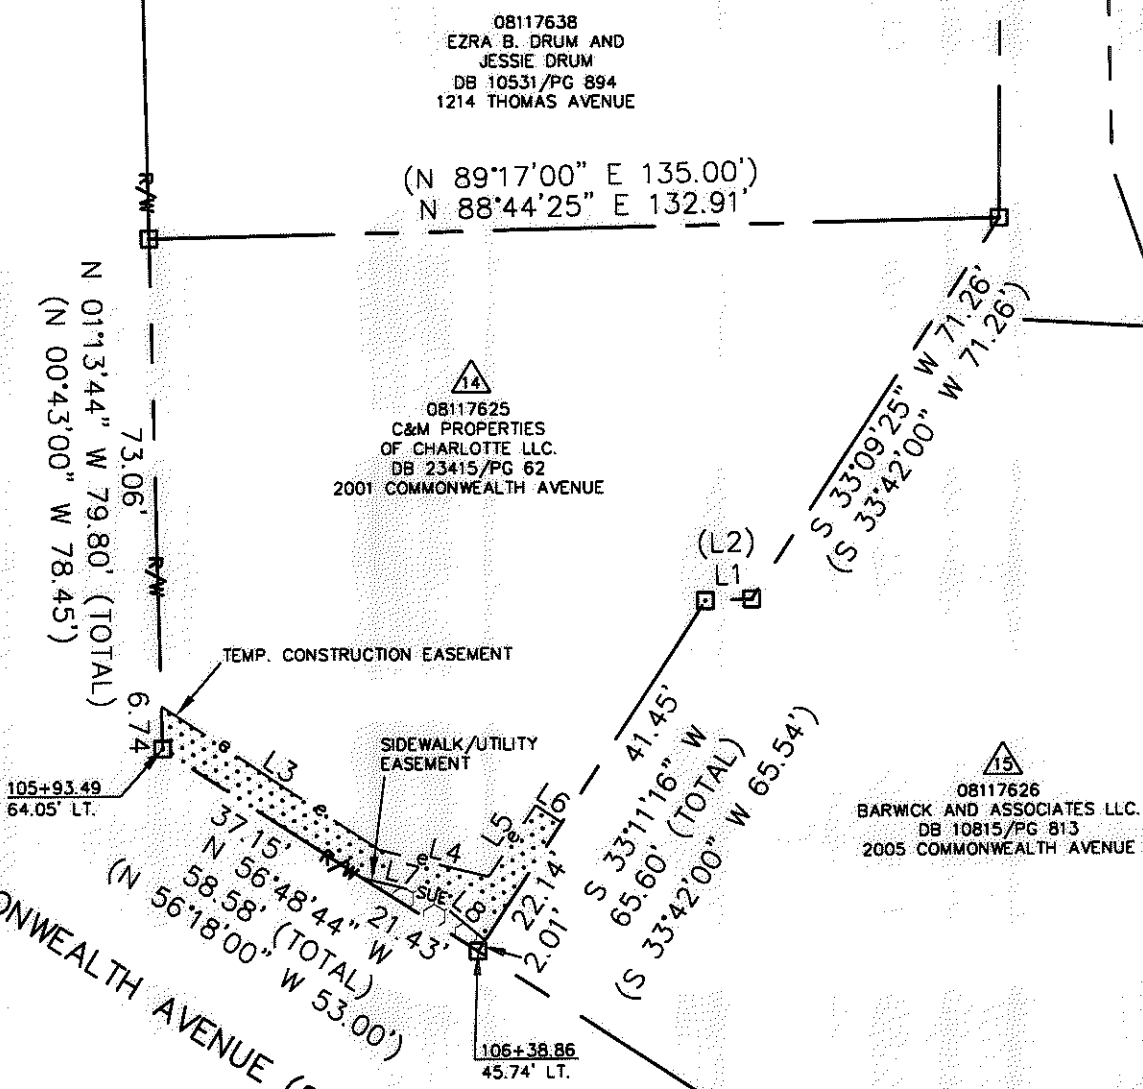 08117638
EZRA B. DRUM AND
JESSIE DRUM
DB 10531/PG 894
1214 THOMAS AVENUE
(N 89°17'00" E 135.00')
N 88°44'25" E 132.91'
R/W
N 01°13'44" W 79.80' (TOTAL)
(N 00°43'00" W 78.45')
73.06'
R/W
6.74'
14
08117625
C&M PROPERTIES
OF CHARLOTTE LLC.
DB 23415/PG 62
2001 COMMONWEALTH AVENUE
S 33°09'25" W 71.26'
(S 33°42'00" W 71.26')
(L2)
L1
TEMP. CONSTRUCTION EASEMENT
SIDEWALK/UTILITY
EASEMENT
105+93.49
64.05' LT.
e
L3
e
L4
e
L5
e
L6
L7
SUE
L8
R/W
37.15'
21.43'
N 56°48'44" W
58.58' (TOTAL)
(N 56°18'00" W 53.00')
41.45'
22.14'
2.01'
S 33°11'16" W
65.60' (TOTAL)
(S 33°42'00" W 65.54')
15
08117626
BARWICK AND ASSOCIATES LLC.
DB 10815/PG 813
2005 COMMONWEALTH AVENUE
106+38.86
45.74' LT.
ONWEALTH AVENUE (